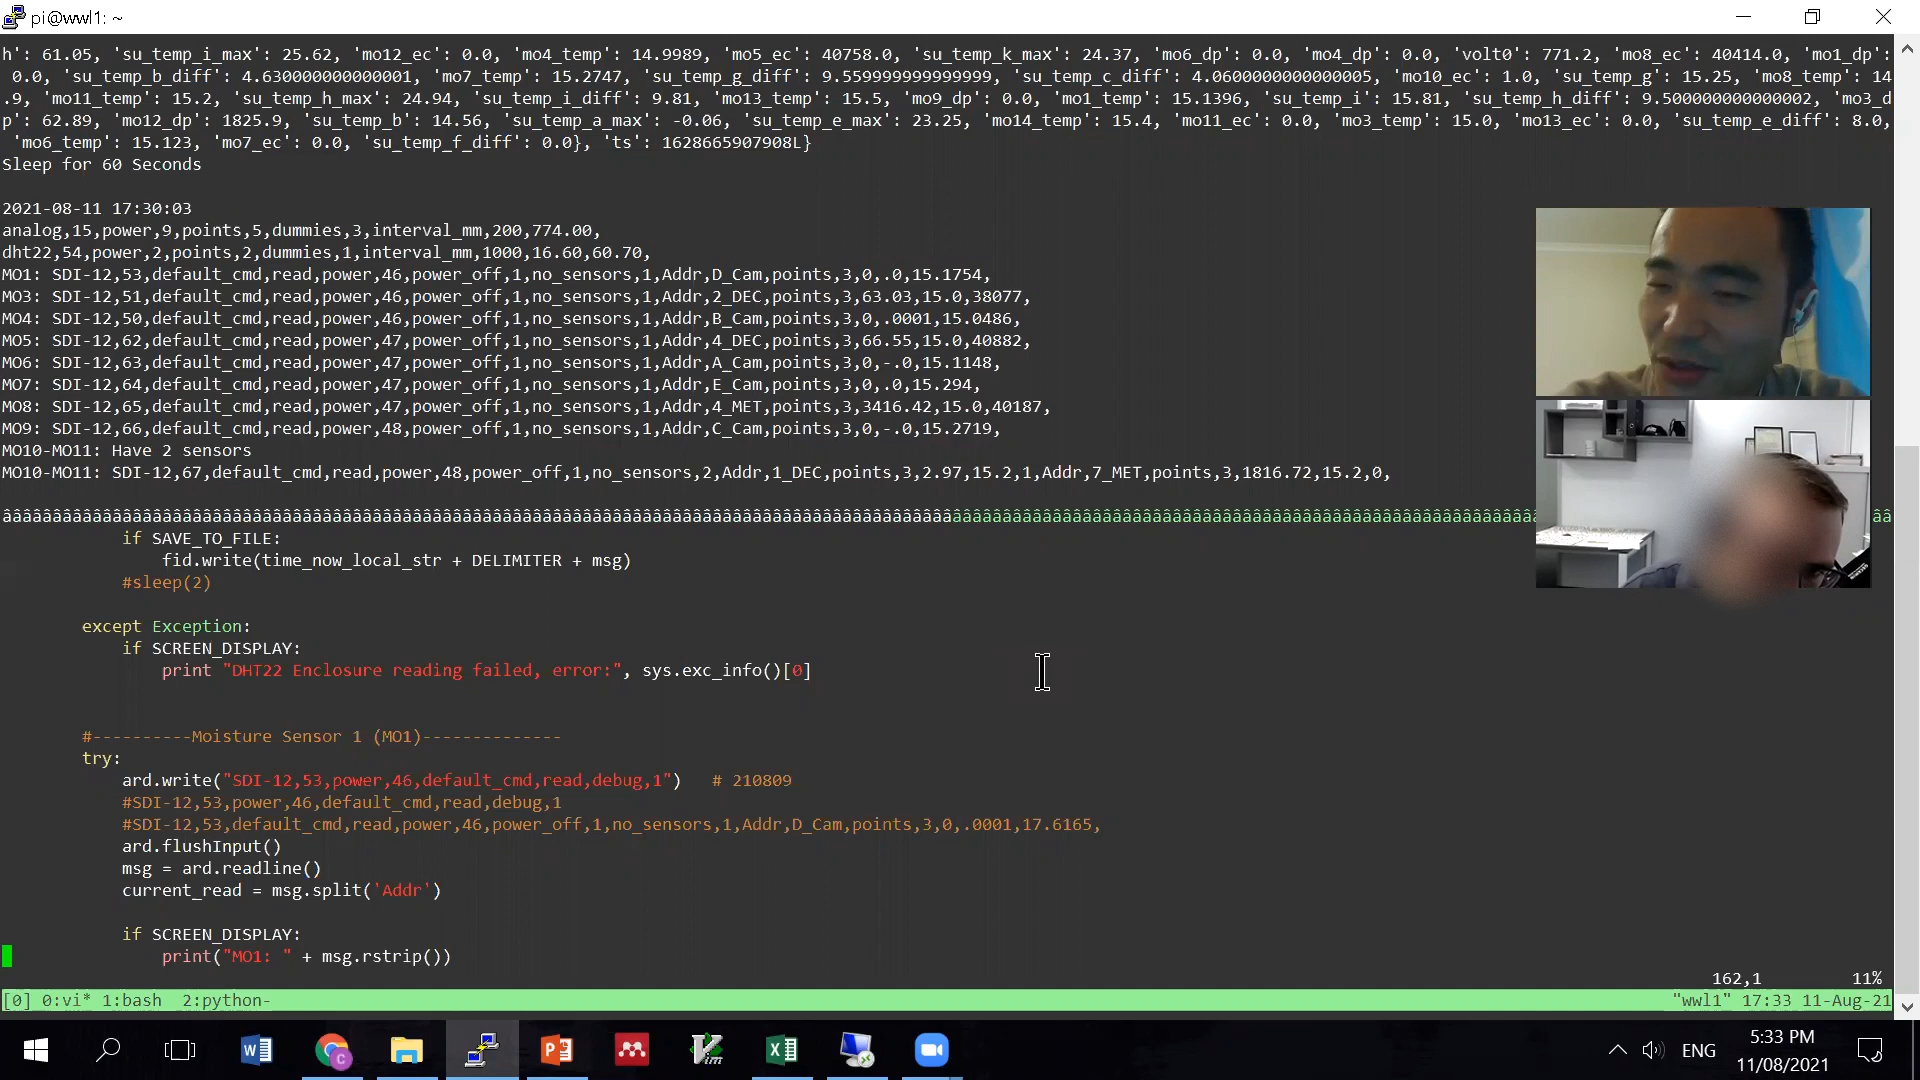 pi@wwl1: ~
h': 61.05, 'su_temp_i_max': 25.62, 'mo12_ec': 0.0, 'mo4_temp': 14.9989, 'mo5_ec': 40758.0, 'su_temp_k_max': 24.37, 'mo6_dp': 0.0, 'mo4_dp': 0.0, 'volt0': 771.2, 'mo8_ec': 40414.0, 'mo1_dp':
0.0, 'su_temp_b_diff': 4.630000000000001, 'mo7_temp': 15.2747, 'su_temp_g_diff': 9.559999999999999, 'su_temp_c_diff': 4.0600000000000005, 'mo10_ec': 1.0, 'su_temp_g': 15.25, 'mo8_temp': 14
.9, 'mo11_temp': 15.2, 'su_temp_h_max': 24.94, 'su_temp_i_diff': 9.81, 'mo13_temp': 15.5, 'mo9_dp': 0.0, 'mo1_temp': 15.1396, 'su_temp_i': 15.81, 'su_temp_h_diff': 9.500000000000002, 'mo3_d
p': 62.89, 'mo12_dp': 1825.9, 'su_temp_b': 14.56, 'su_temp_a_max': -0.06, 'su_temp_e_max': 23.25, 'mo14_temp': 15.4, 'mo11_ec': 0.0, 'mo3_temp': 15.0, 'mo13_ec': 0.0, 'su_temp_e_diff': 8.0,
'mo6_temp': 15.123, 'mo7_ec': 0.0, 'su_temp_f_diff': 0.0}, 'ts': 1628665907908L}
Sleep for 60 Seconds
2021-08-11 17:30:03
analog,15,power,9,points,5,dummies,3,interval_mm,200,774.00,
dht22,54,power,2,points,2,dummies,1,interval_mm,1000,16.60,60.70,
MO1: SDI-12,53,default_cmd,read,power,46,power_off,1,no_sensors,1,Addr,D_Cam,points,3,0,.0,15.1754,
MO3: SDI-12,51,default_cmd,read,power,46,power_off,1,no_sensors,1,Addr,2_DEC,points,3,63.03,15.0,38077,
MO4: SDI-12,50,default_cmd,read,power,46,power_off,1,no_sensors,1,Addr,B_Cam,points,3,0,.0001,15.0486,
MO5: SDI-12,62,default_cmd,read,power,47,power_off,1,no_sensors,1,Addr,4_DEC,points,3,66.55,15.0,40882,
MO6: SDI-12,63,default_cmd,read,power,47,power_off,1,no_sensors,1,Addr,A_Cam,points,3,0,-.0,15.1148,
MO7: SDI-12,64,default_cmd,read,power,47,power_off,1,no_sensors,1,Addr,E_Cam,points,3,0,.0,15.294,
MO8: SDI-12,65,default_cmd,read,power,47,power_off,1,no_sensors,1,Addr,4_MET,points,3,3416.42,15.0,40187,
MO9: SDI-12,66,default_cmd,read,power,48,power_off,1,no_sensors,1,Addr,C_Cam,points,3,0,-.0,15.2719,
MO10-MO11: Have 2 sensors
MO10-MO11: SDI-12,67,default_cmd,read,power,48,power_off,1,no_sensors,2,Addr,1_DEC,points,3,2.97,15.2,1,Addr,7_MET,points,3,1816.72,15.2,0,
if SAVE_TO_FILE:
fid.write(time_now_local_str + DELIMITER + msg)
#sleep(2)
except Exception:
if SCREEN_DISPLAY:
print "DHT22 Enclosure reading failed, error:", sys.exc_info()[0]
#----------Moisture Sensor 1 (MO1)--------------
try:
ard.write("SDI-12,53,power,46,default_cmd,read,debug,1")   # 210809
#SDI-12,53,power,46,default_cmd,read,debug,1
#SDI-12,53,default_cmd,read,power,46,power_off,1,no_sensors,1,Addr,D_Cam,points,3,0,.0001,17.6165,
ard.flushInput()
msg = ard.readline()
current_read = msg.split('Addr')
if SCREEN_DISPLAY:
print("MO1: " + msg.rstrip())
162,1 11%
[0] 0:vi* 1:bash  2:python- "wwl1" 17:33 11-Aug-21
ENG
5:33 PM
11/08/2021